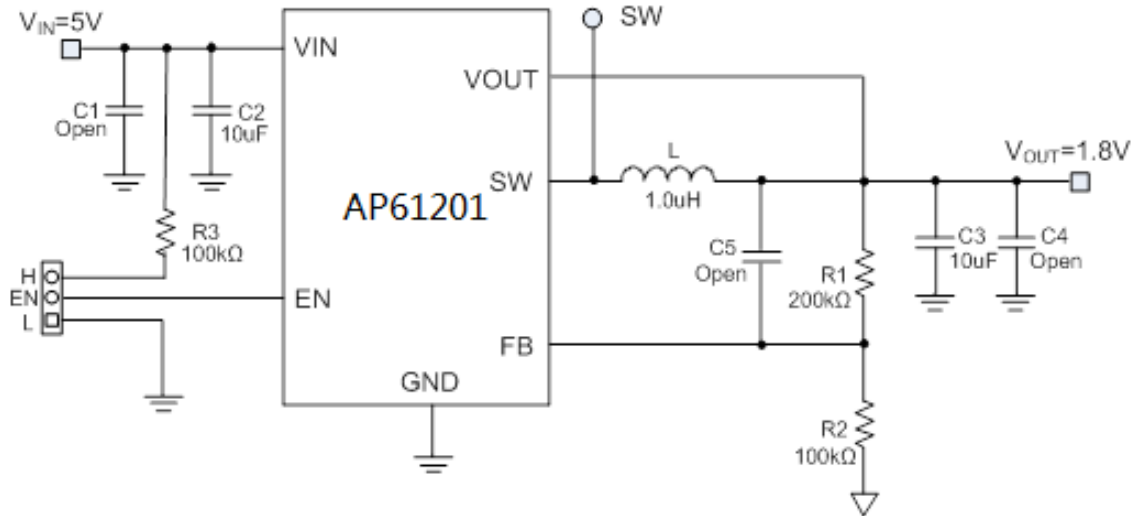 VIN=5V
SW
VIN
VOUT
C1
Open
C2
10uF
L
VOUT=1.8V
SW
1.0uH
AP61201
R3
100kΩ
C5
Open
R1
200kΩ
C3
10uF
C4
Open
H
EN
L
EN
FB
GND
R2
100kΩ